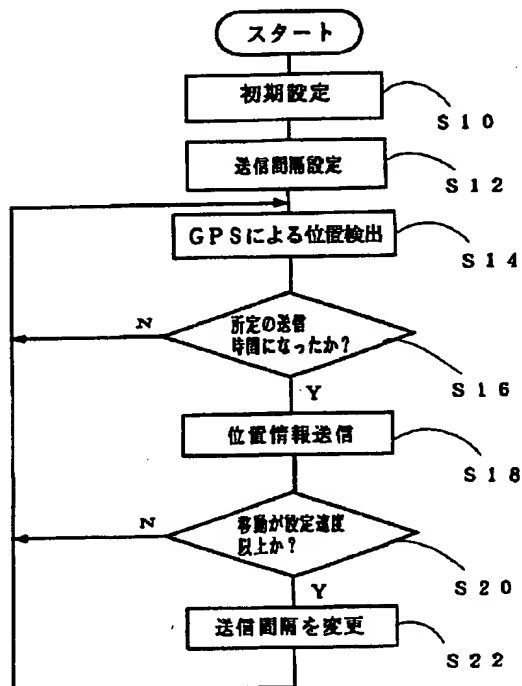 スタート
初期設定
S10
送信間隔設定
S12
GPSによる位置検出
S14
所定の送信
時間になったか?
N
S16
Y
位置情報送信
S18
移動が設定速度
以上か?
N
S20
Y
送信間隔を変更
S22